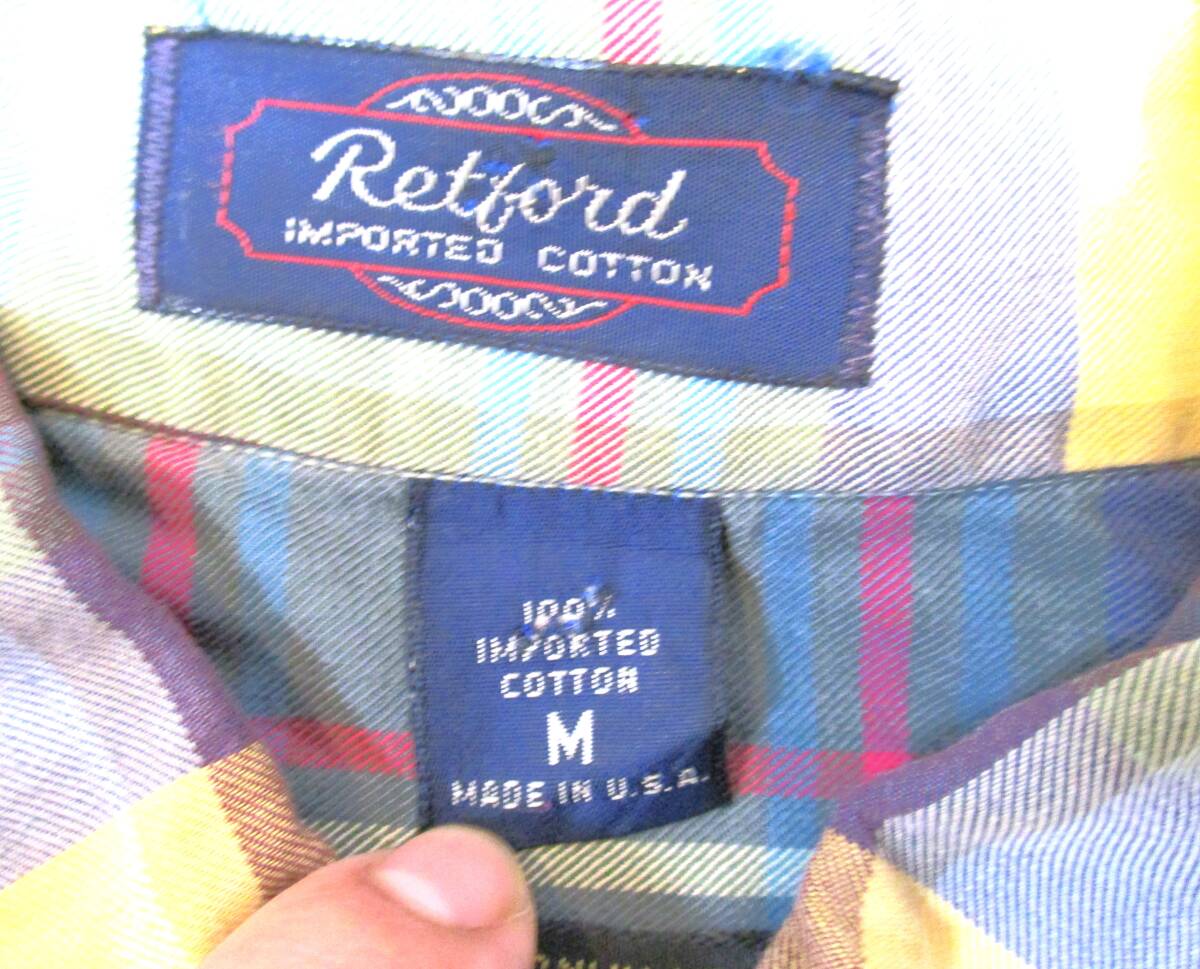 Retford
IMPORTED COTTON
100%
IMPORTED
COTTON
M
MADE IN U.S.A.